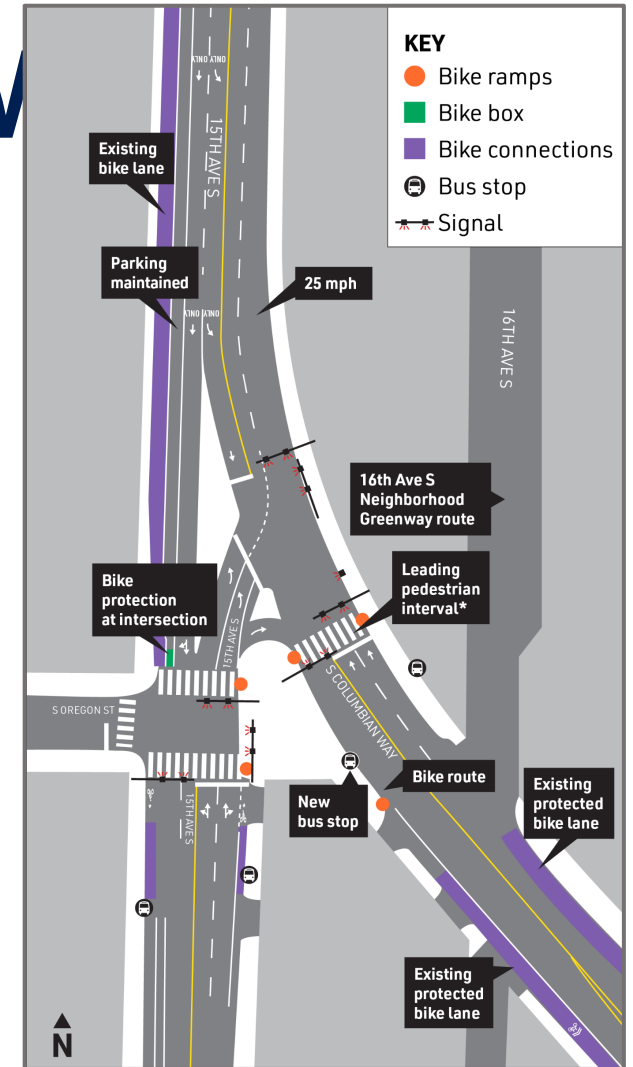 KEY
Bike ramps
Bike box
Bike connections
Bus stop
Signal
ONLY ONLY
15TH AVE S
Existing
bike lane
Parking
maintained
25 mph
ONLY ONLY
16TH AVE S
16th Ave S
Neighborhood
Greenway route
Leading
pedestrian
interval*
Bike
protection
at intersection
15TH AVE S
S OREGON ST
S COLUMBIAN WAY
Bike route
New
bus stop
Existing
protected
bike lane
15TH AVE S
Existing
protected
bike lane
N